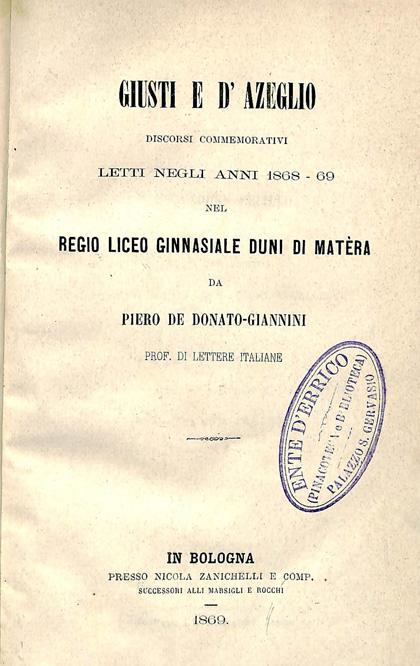 GIUSTI E D' AZEGLIO
DISCORSI COMMEMORATIVI
LETTI NEGLI ANNI 1868 - 69
NEL
REGIO LICEO GINNASIALE DUNI DI MATÈRA
DA
PIERO DE DONATO-GIANNINI
PROF. DI LETTERE ITALIANE
ENTE D'ERRICO
(PINACOTECA e BIBLIOTECA)
PALAZZO S. GERVASIO
IN BOLOGNA
PRESSO NICOLA ZANICHELLI E COMP.
SUCCESSORI ALLI MARSIGLI E ROCCHI
1869.